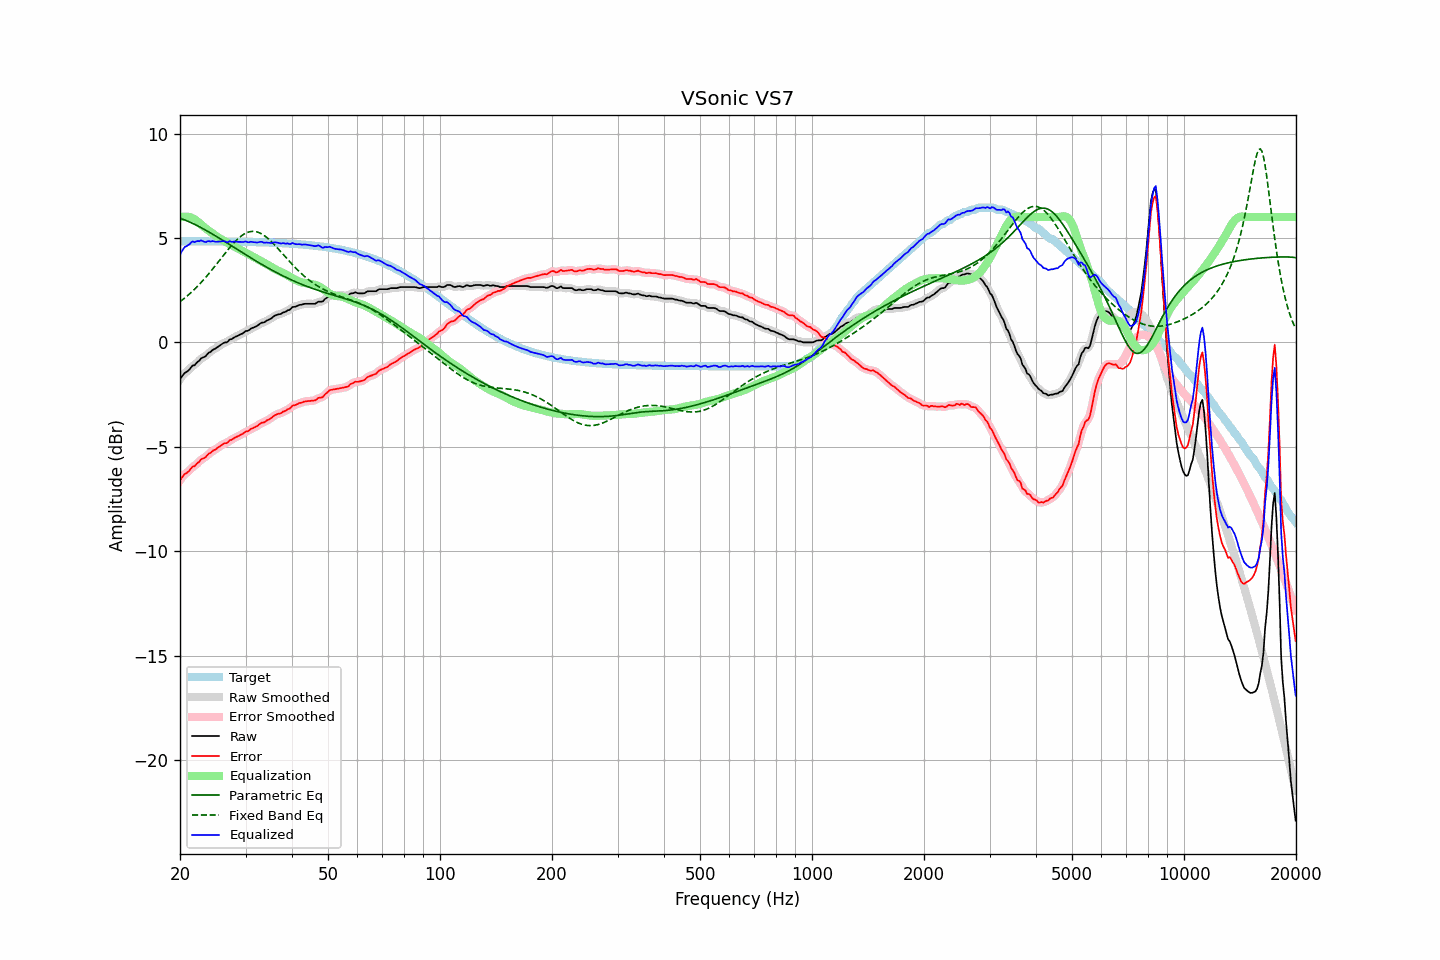 VSonic VS7
10
5
0
−5
−10
−15
−20
Amplitude (dBr)
Target
Raw Smoothed
Error Smoothed
Raw
Error
Equalization
Parametric Eq
Fixed Band Eq
Equalized
20 50 100 200 500 1000 2000 5000 10000 20000
Frequency (Hz)